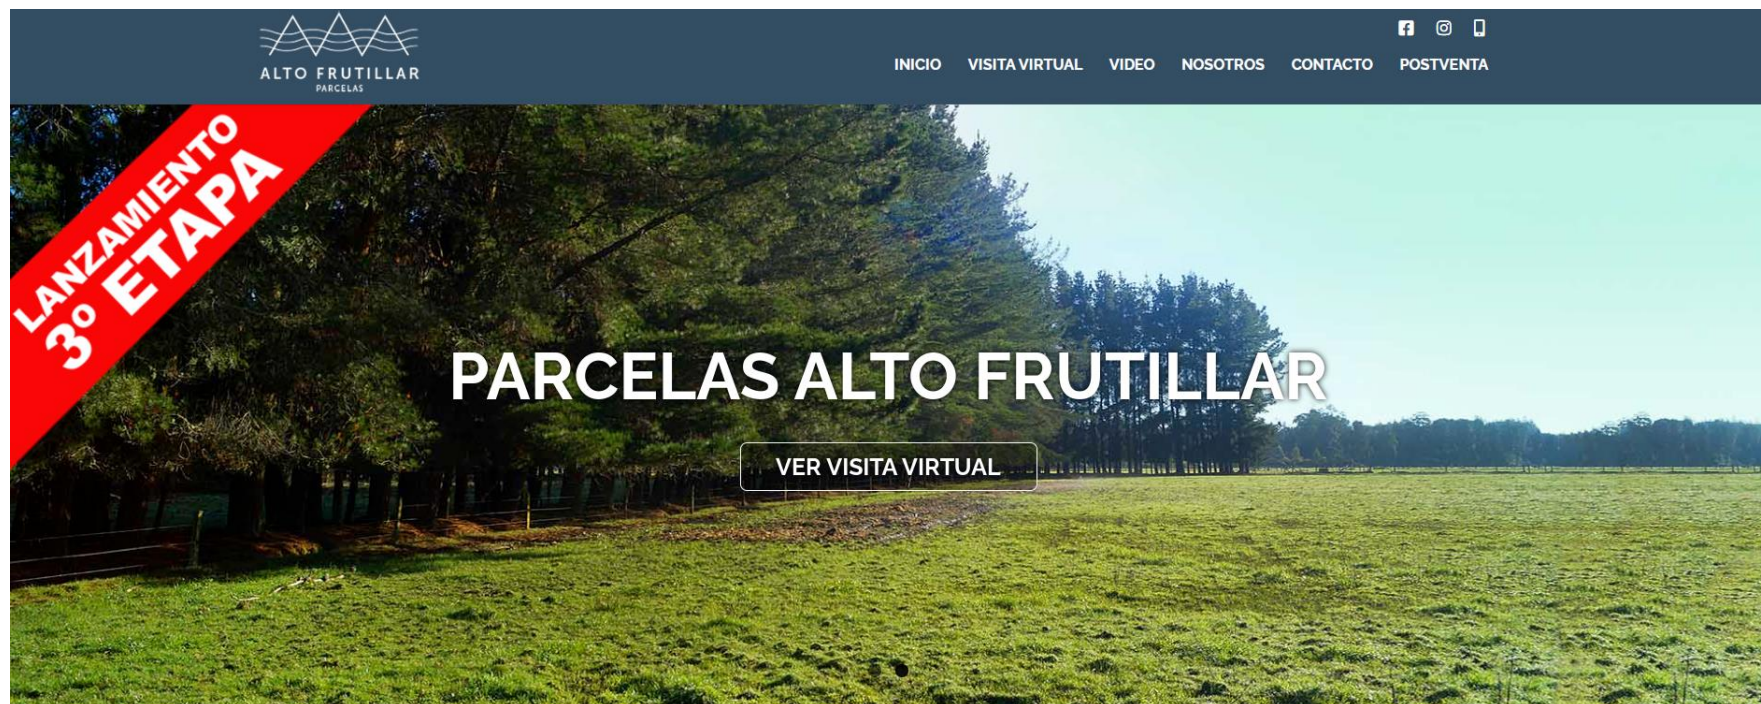 ALTO FRUTILLAR
PARCELAS
INICIO VISITA VIRTUAL VIDEO NOSOTROS CONTACTO POSTVENTA
LANZAMIENTO
3º ETAPA
PARCELAS ALTO FRUTILLAR
VER VISITA VIRTUAL